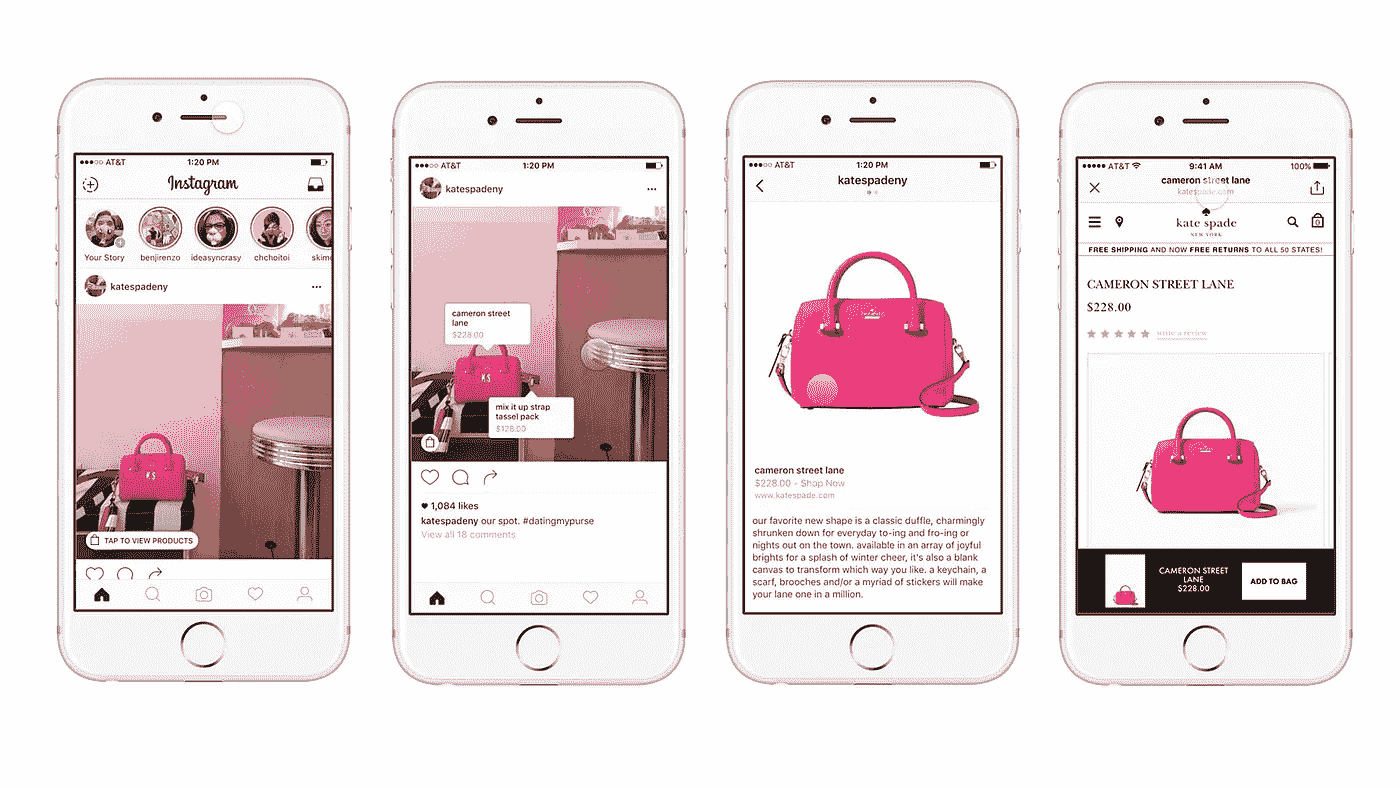 AT&T 1:20 PM
Instagram
Your Story benjirenzo ideasyncrasy chchoitoi skimc
katespadeny
KS
TAP TO VIEW PRODUCTS
AT&T 1:20 PM
katespadeny
cameron street
lane
$228.00
KS
mix it up strap
tassel pack
$128.00
1,084 likes
katespadeny our spot. #datingmypurse
View all 18 comments
AT&T 1:20 PM
katespadeny
cameron street lane
$228.00 - Shop Now
www.katespade.com
our favorite new shape is a classic duffle, charmingly
shrunken down for everyday to-ing and fro-ing or
nights out on the town. available in an array of joyful
brights for a splash of winter cheer, it's also a blank
canvas to transform which way you like. a keychain, a
scarf, brooches and/or a myriad of stickers will make
your lane one in a million.
AT&T 9:41 AM 100%
cameron street lane
katespade.com
kate spade
NEW YORK
0
FREE SHIPPING AND NOW FREE RETURNS TO ALL 50 STATES!
CAMERON STREET LANE
$228.00
write a review
CAMERON STREET
LANE
$228.00
ADD TO BAG